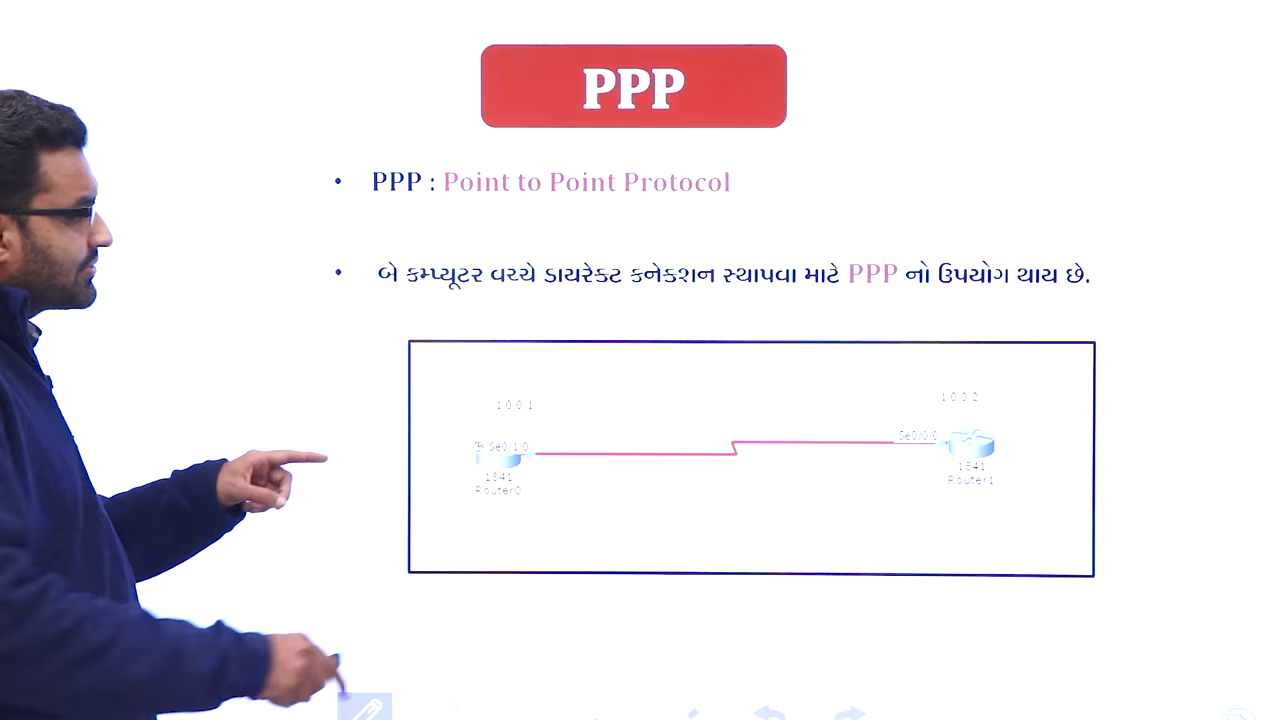 PPP
• PPP : Point to Point Protocol
• બે કમ્પ્યૂટર વચ્ચે ડાયરેક્ટ કનેક્શન સ્થાપવા માટે PPP નો ઉપયોગ થાય છે.
1 0 0 1
1 0 0 2
Se0/1/0
Se0/0/0
1841
Router0
1841
Router1